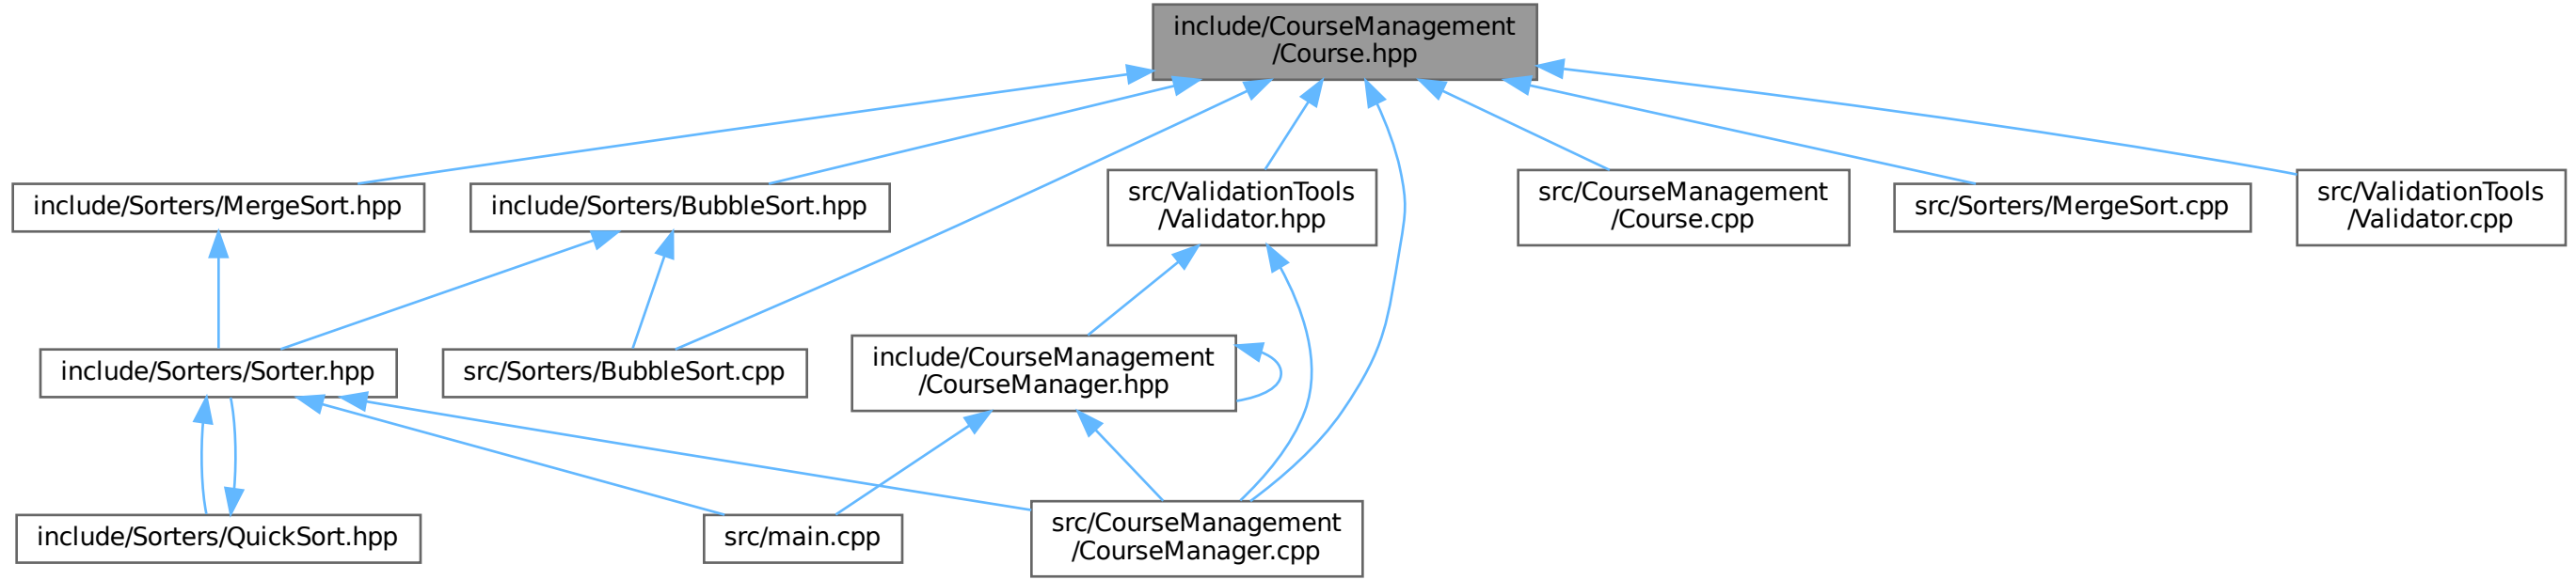 include/CourseManagement
/Course.hpp
include/Sorters/MergeSort.hpp
include/Sorters/BubbleSort.hpp
src/ValidationTools
/Validator.hpp
src/CourseManagement
/Course.cpp
src/Sorters/MergeSort.cpp
src/ValidationTools
/Validator.cpp
include/Sorters/Sorter.hpp
src/Sorters/BubbleSort.cpp
include/CourseManagement
/CourseManager.hpp
include/Sorters/QuickSort.hpp
src/main.cpp
src/CourseManagement
/CourseManager.cpp